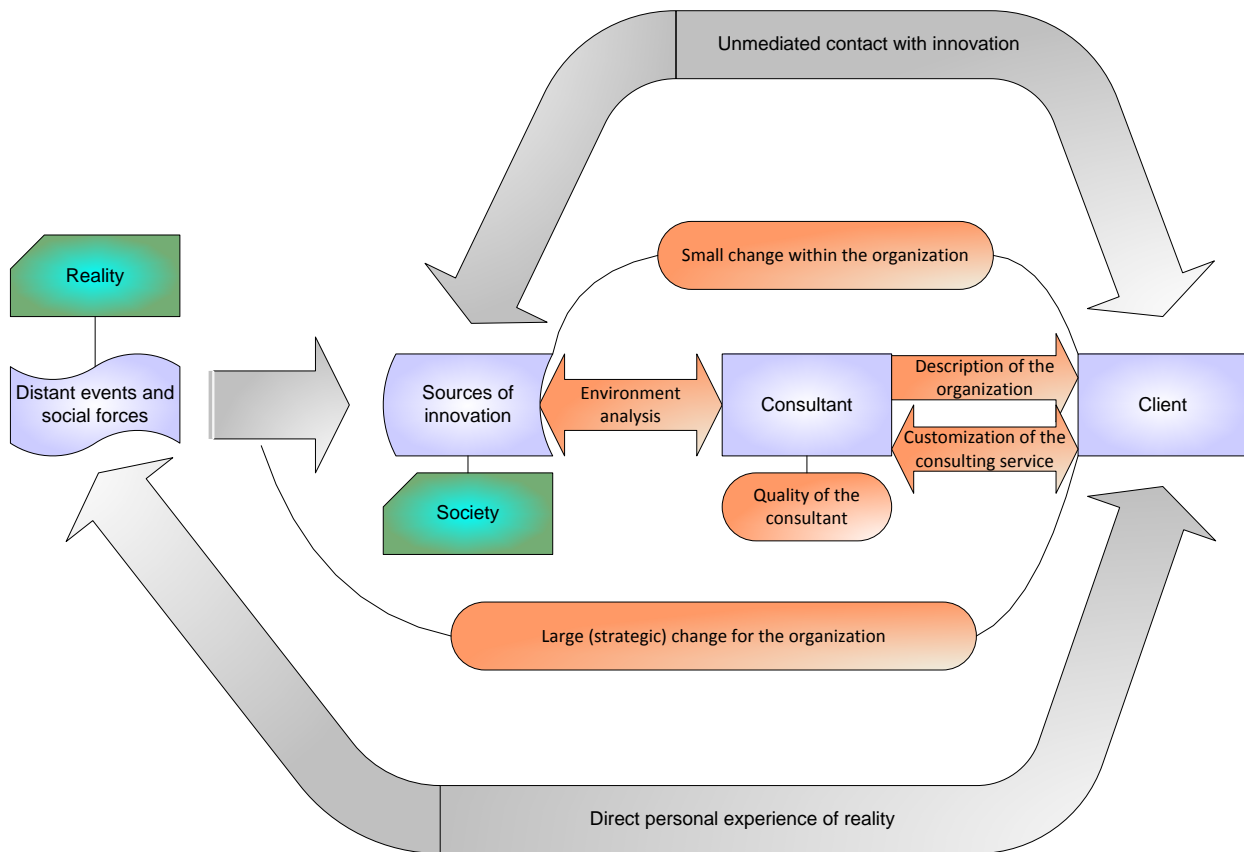 Unmediated contact with innovation
Small change within the organization
Reality
Distant events and
social forces
Sources of
innovation
Environment
analysis
Consultant
Description of the
organization
Customization of the
consulting service
Client
Society
Quality of the
consultant
Large (strategic) change for the organization
Direct personal experience of reality